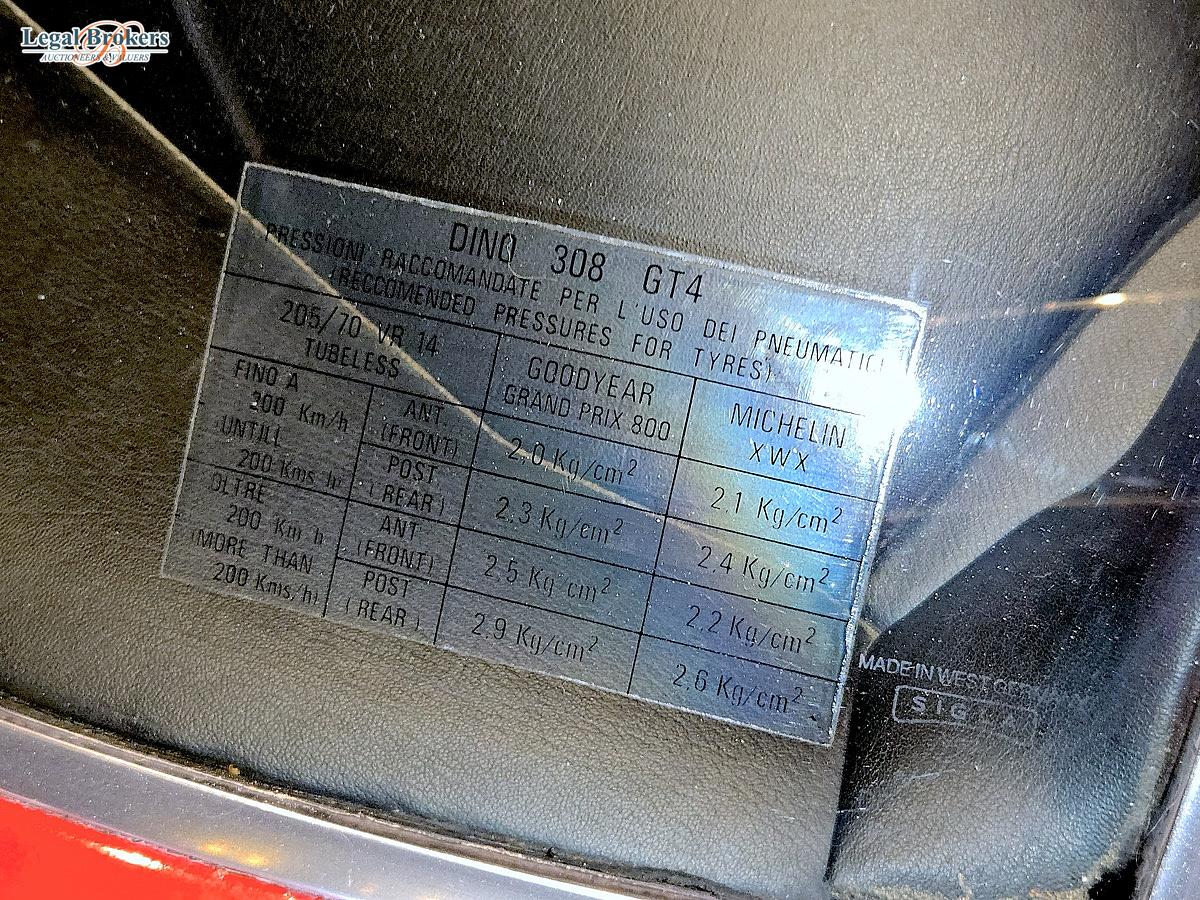 Legal Brokers
AUCTIONEERS & VALUERS
DINO 308 GT4
PRESSIONI RACCOMANDATE PER L'USO DEI PNEUMATICI
(RECCOMENDED PRESSURES FOR TYRES)
205/70 VR 14
TUBELESS
GOODYEAR
GRAND PRIX 800
MICHELIN
XWX
FINO A
200 Km/h
UNTILL
200 Kms/h
ANT.
(FRONT)
2.0 Kg/cm²
2.1 Kg/cm²
POST
(REAR)
2.3 Kg/cm²
2.4 Kg/cm²
OLTRE
200 Km/h
(MORE THAN
200 Kms/h)
ANT
(FRONT)
2.5 Kg/cm²
2.2 Kg/cm²
POST
(REAR)
2.9 Kg/cm²
2.6 Kg/cm²
MADE IN WEST GERMANY
SIGLA